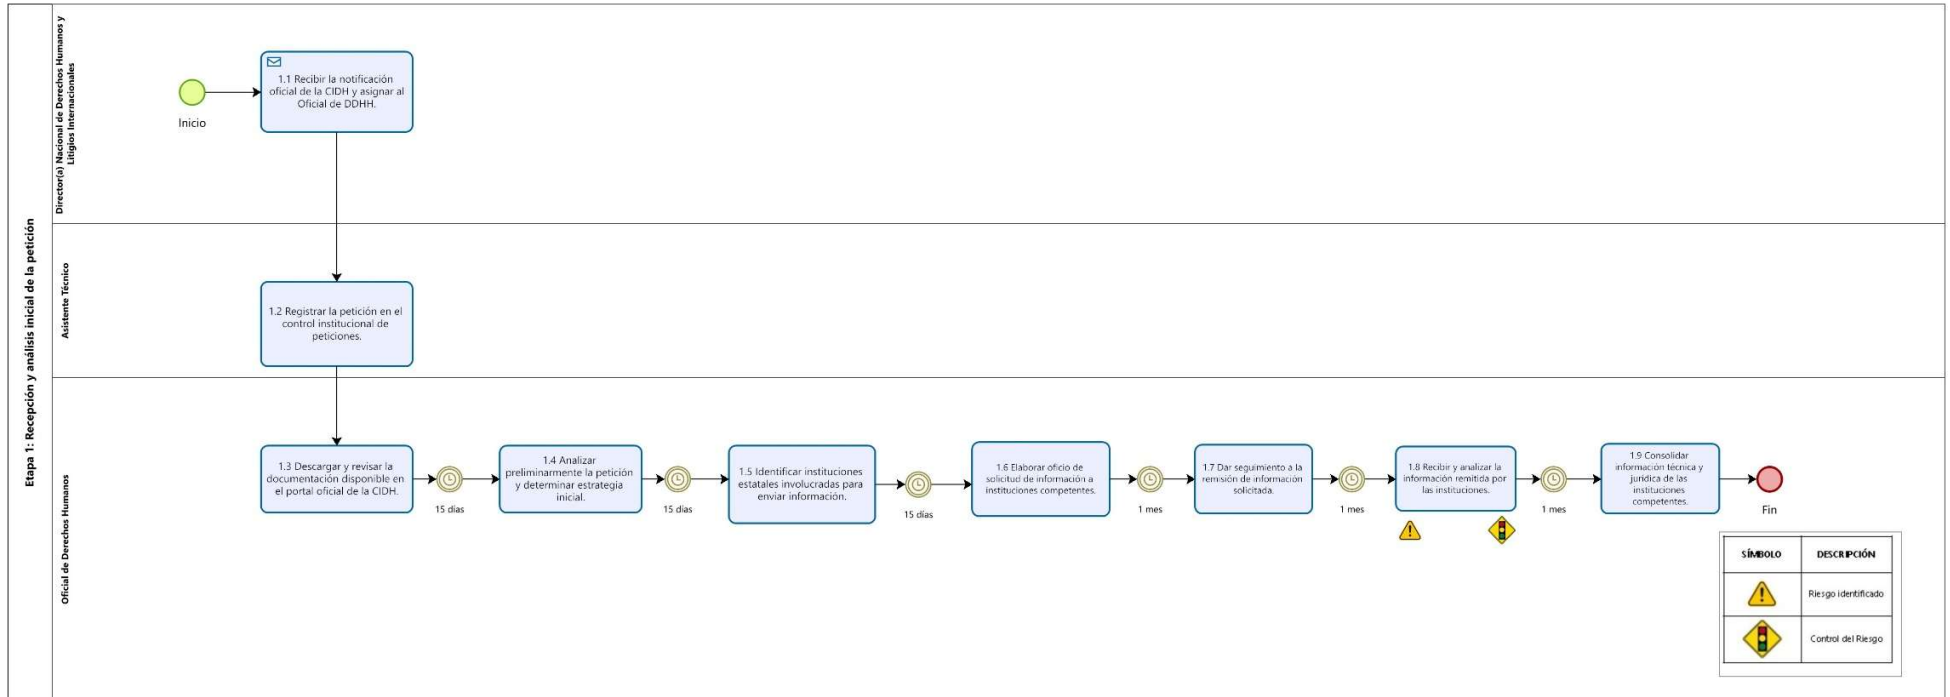 Etapa 1: Recepción y análisis inicial de la petición
Director(a) Nacional de Derechos Humanos y
Litigios Internacionales
Inicio
1.1 Recibir la notificación
oficial de la CIDH y asignar al
Oficial de DDHH.
Asistente Técnico
1.2 Registrar la petición en el
control institucional de
peticiones.
Oficial de Derechos Humanos
1.3 Descargar y revisar la
documentación disponible en
el portal oficial de la CIDH.
15 días
1.4 Analizar
preliminarmente la petición
y determinar estrategia
inicial.
15 días
1.5 Identificar instituciones
estatales involucradas para
enviar información.
15 días
1.6 Elaborar oficio de
solicitud de información a
instituciones competentes.
1 mes
1.7 Dar seguimiento a la
remisión de información
solicitada.
1 mes
1.8 Recibir y analizar la
información remitida por
las instituciones.
1 mes
1.9 Consolidar
información técnica y
jurídica de las
instituciones
competentes.
Fin
SÍMBOLO DESCRIPCIÓN
Riesgo identificado
Control del Riesgo